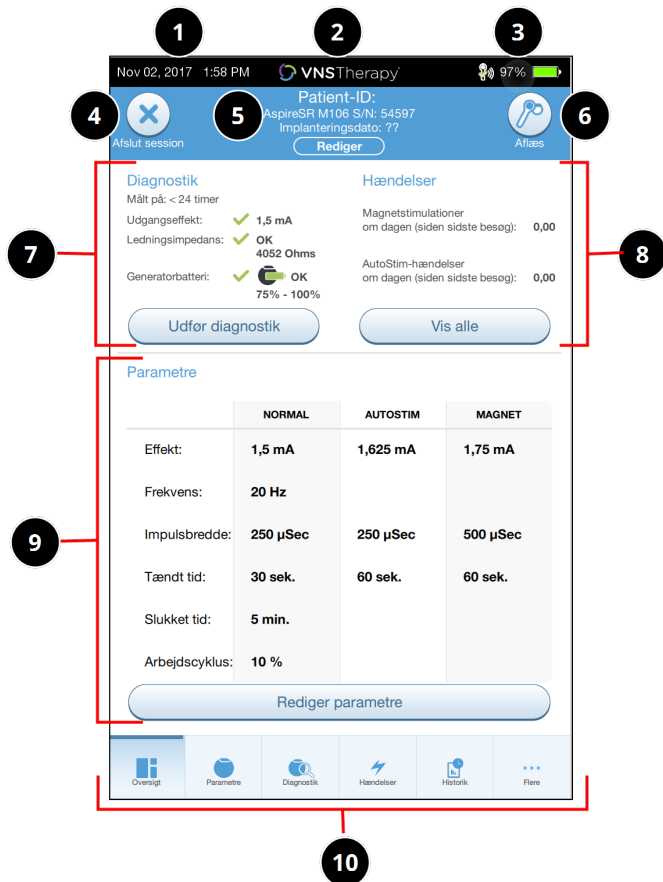 1
2
3
Nov 02, 2017 1:58 PM
VNSTherapy
97%
4
5
6
Afslut session
Patient-ID:
AspireSR M106 S/N: 54597
Implanteringsdato: ??
Rediger
Aflæs
7
8
Diagnostik
Målt på: < 24 timer
Udgangseffekt: 1,5 mA
Ledningsimpedans: OK
4052 Ohms
Generatorbatteri: OK
75% - 100%
Udfør diagnostik
Hændelser
Magnetstimulationer
om dagen (siden sidste besøg): 0,00
AutoStim-hændelser
om dagen (siden sidste besøg): 0,00
Vis alle
9
Parametre
NORMAL AUTOSTIM MAGNET
Effekt: 1,5 mA 1,625 mA 1,75 mA
Frekvens: 20 Hz
Impulsbredde: 250 µSec 250 µSec 500 µSec
Tændt tid: 30 sek. 60 sek. 60 sek.
Slukket tid: 5 min.
Arbejdscyklus: 10 %
Rediger parametre
Oversigt Parametre Diagnostik Hændelser Historik Flere
10